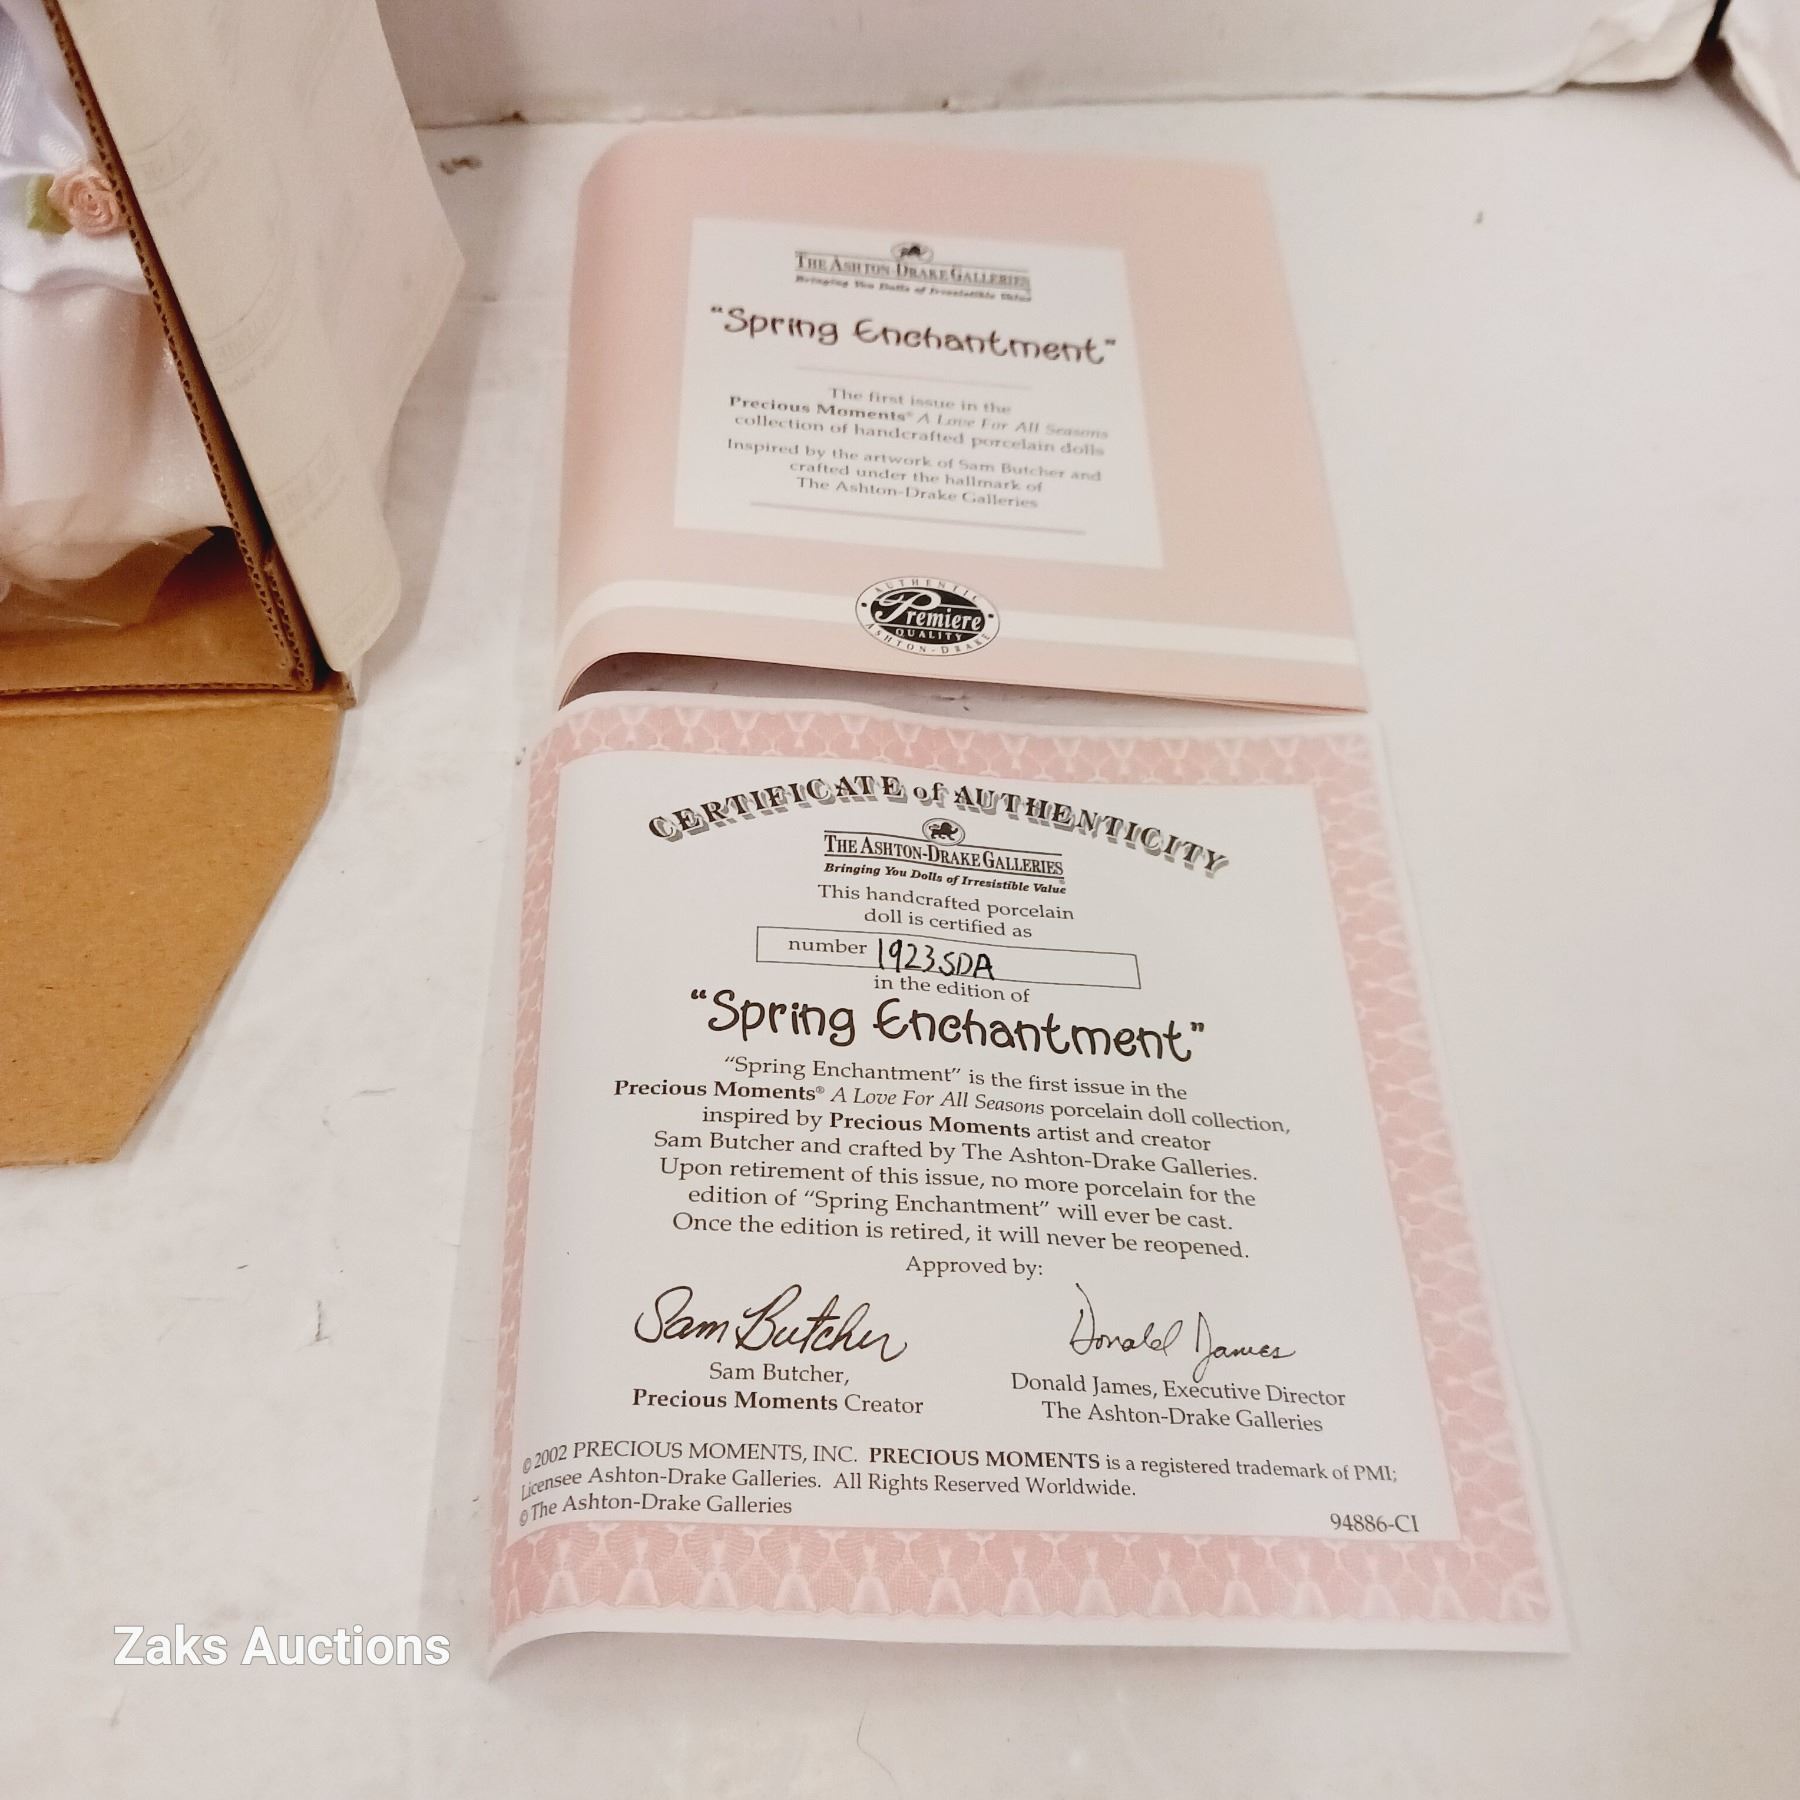 THE ASHTON-DRAKE GALLERIES
Bringing You Dolls of Irresistible Value
"Spring Enchantment"
The first issue in the
Precious Moments® A Love For All Seasons
collection of handcrafted porcelain dolls
Inspired by the artwork of Sam Butcher and
crafted under the hallmark of
The Ashton-Drake Galleries
AUTHENTIC
Premiere
QUALITY
ASHTON-DRAKE
CERTIFICATE of AUTHENTICITY
THE ASHTON-DRAKE GALLERIES
Bringing You Dolls of Irresistible Value
This handcrafted porcelain
doll is certified as
number 1923SDA
in the edition of
"Spring Enchantment"
"Spring Enchantment" is the first issue in the
Precious Moments® A Love For All Seasons porcelain doll collection,
inspired by Precious Moments artist and creator
Sam Butcher and crafted by The Ashton-Drake Galleries.
Upon retirement of this issue, no more porcelain for the
edition of "Spring Enchantment" will ever be cast.
Once the edition is retired, it will never be reopened.
Approved by:
Sam Butcher Donald James
Sam Butcher, Donald James, Executive Director
Precious Moments Creator The Ashton-Drake Galleries
© 2002 PRECIOUS MOMENTS, INC. PRECIOUS MOMENTS is a registered trademark of PMI;
Licensee Ashton-Drake Galleries. All Rights Reserved Worldwide.
© The Ashton-Drake Galleries 94886-CI
Zaks Auctions